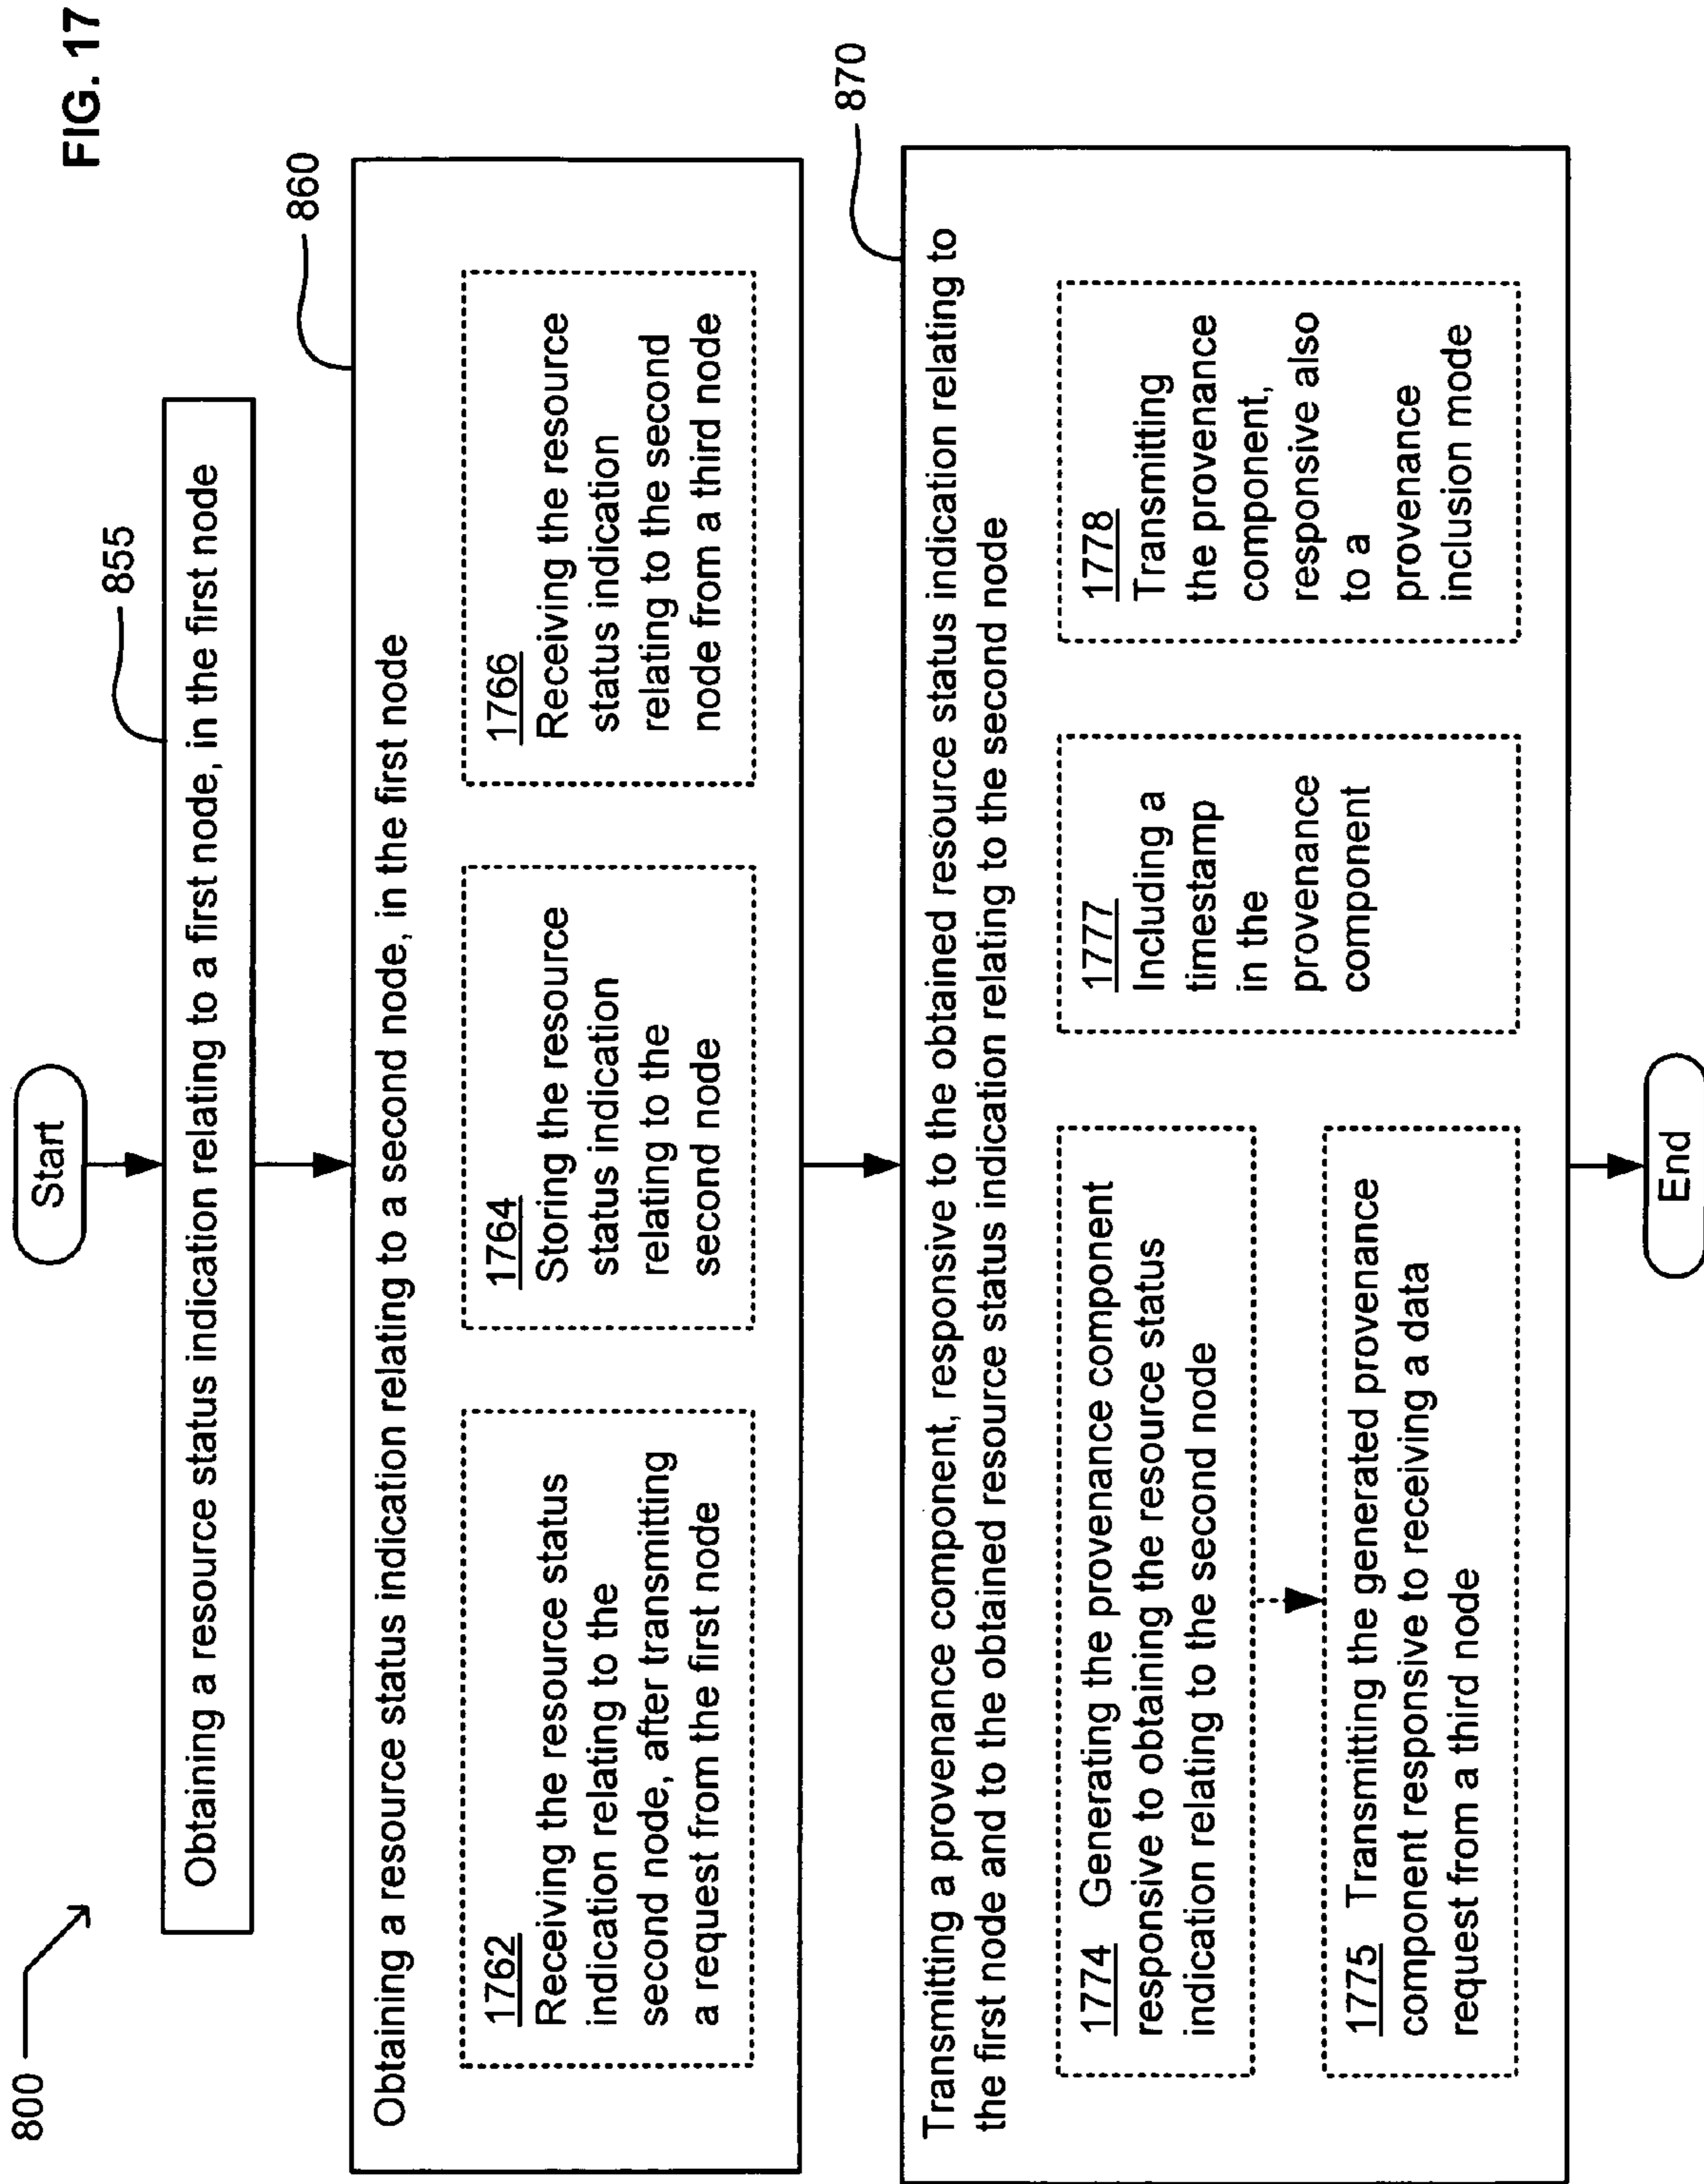 FIG. 17
800
Start
855
Obtaining a resource status indication relating to a first node, in the first node
860
Obtaining a resource status indication relating to a second node, in the first node
1762
Receiving the resource status
indication relating to the
second node, after transmitting
a request from the first node
1764
Storing the resource
status indication
relating to the
second node
1766
Receiving the resource
status indication
relating to the second
node from a third node
870
Transmitting a provenance component, responsive to the obtained resource status indication relating to
the first node and to the obtained resource status indication relating to the second node
1774 Generating the provenance component
responsive to obtaining the resource status
indication relating to the second node
1775 Transmitting the generated provenance
component responsive to receiving a data
request from a third node
1777
Including a
timestamp
in the
provenance
component
1778
Transmitting
the provenance
component,
responsive also
to a
provenance
inclusion mode
End